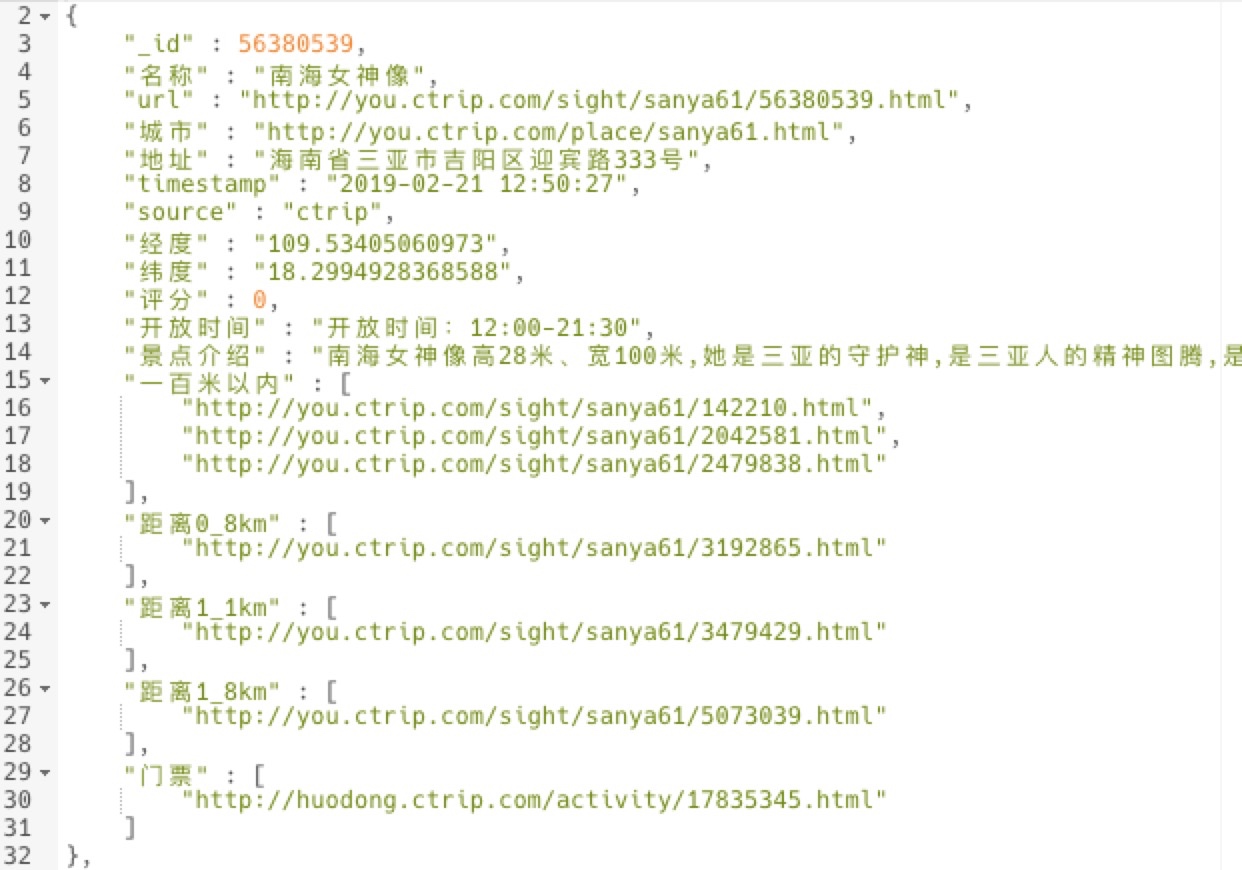 2 {
3 "_id" : 56380539,
4 "名称" : "南海女神像",
5 "url" : "http://you.ctrip.com/sight/sanya61/56380539.html",
6 "城市" : "http://you.ctrip.com/place/sanya61.html",
7 "地址" : "海南省三亚市吉阳区迎宾路333号",
8 "timestamp" : "2019-02-21 12:50:27",
9 "source" : "ctrip",
10 "经度" : "109.53405060973",
11 "纬度" : "18.2994928368588",
12 "评分" : 0,
13 "开放时间" : "开放时间: 12:00-21:30",
14 "景点介绍" : "南海女神像高28米、宽100米,她是三亚的守护神,是三亚人的精神图腾,是
15 "一百米以内" : [
16 "http://you.ctrip.com/sight/sanya61/142210.html",
17 "http://you.ctrip.com/sight/sanya61/2042581.html",
18 "http://you.ctrip.com/sight/sanya61/2479838.html"
19 ],
20 "距离0_8km" : [
21 "http://you.ctrip.com/sight/sanya61/3192865.html"
22 ],
23 "距离1_1km" : [
24 "http://you.ctrip.com/sight/sanya61/3479429.html"
25 ],
26 "距离1_8km" : [
27 "http://you.ctrip.com/sight/sanya61/5073039.html"
28 ],
29 "门票" : [
30 "http://huodong.ctrip.com/activity/17835345.html"
31 ]
32 },